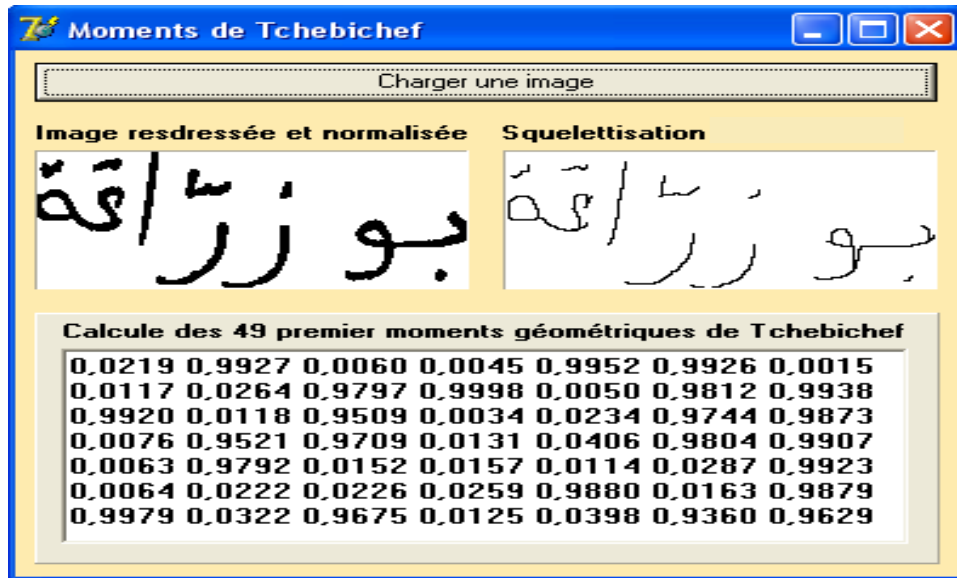 Moments de Tchebichef
Charger une image
Image resdressée et normalisée
Squelettisation
بو زرّاقة
بو زرّاقة
Calcule des 49 premier moments géométriques de Tchebichef
0,0219 0,9927 0,0060 0,0045 0,9952 0,9926 0,0015
0,0117 0,0264 0,9797 0,9998 0,0050 0,9812 0,9938
0,9920 0,0118 0,9509 0,0034 0,0234 0,9744 0,9873
0,0076 0,9521 0,9709 0,0131 0,0406 0,9804 0,9907
0,0063 0,9792 0,0152 0,0157 0,0114 0,0287 0,9923
0,0064 0,0222 0,0226 0,0259 0,9880 0,0163 0,9879
0,9979 0,0322 0,9675 0,0125 0,0398 0,9360 0,9629